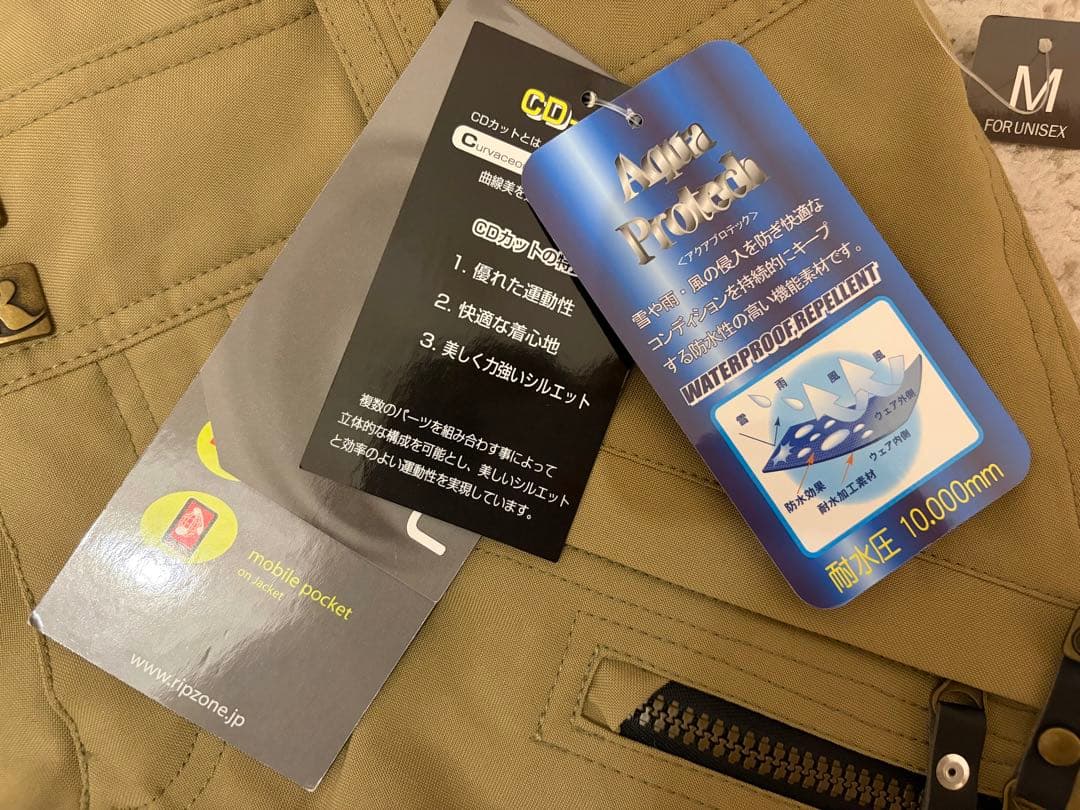 CD-
CDカットとは
Curvaceo
曲線美を
CDカットの特
1. 優れた運動性
2. 快適な着心地
3. 美しく力強いシルエット
複数のパーツを組み合わす事によって
立体的な構成を可能とし、美しいシルエット
と効率のよい運動性を実現しています。
mobile pocket
on Jacket
www.ripzone.jp
Aqua
Protech
<アクアプロテック>
雪や雨・風の侵入を防ぎ快適な
コンディションを持続的にキープ
する防水性の高い機能素材です。
WATERPROOF.REPELLENT
雪 雨 風 風
ウェア外側
ウェア内側
防水効果
耐水加工素材
耐水圧 10.000mm
M
FOR UNISEX
R